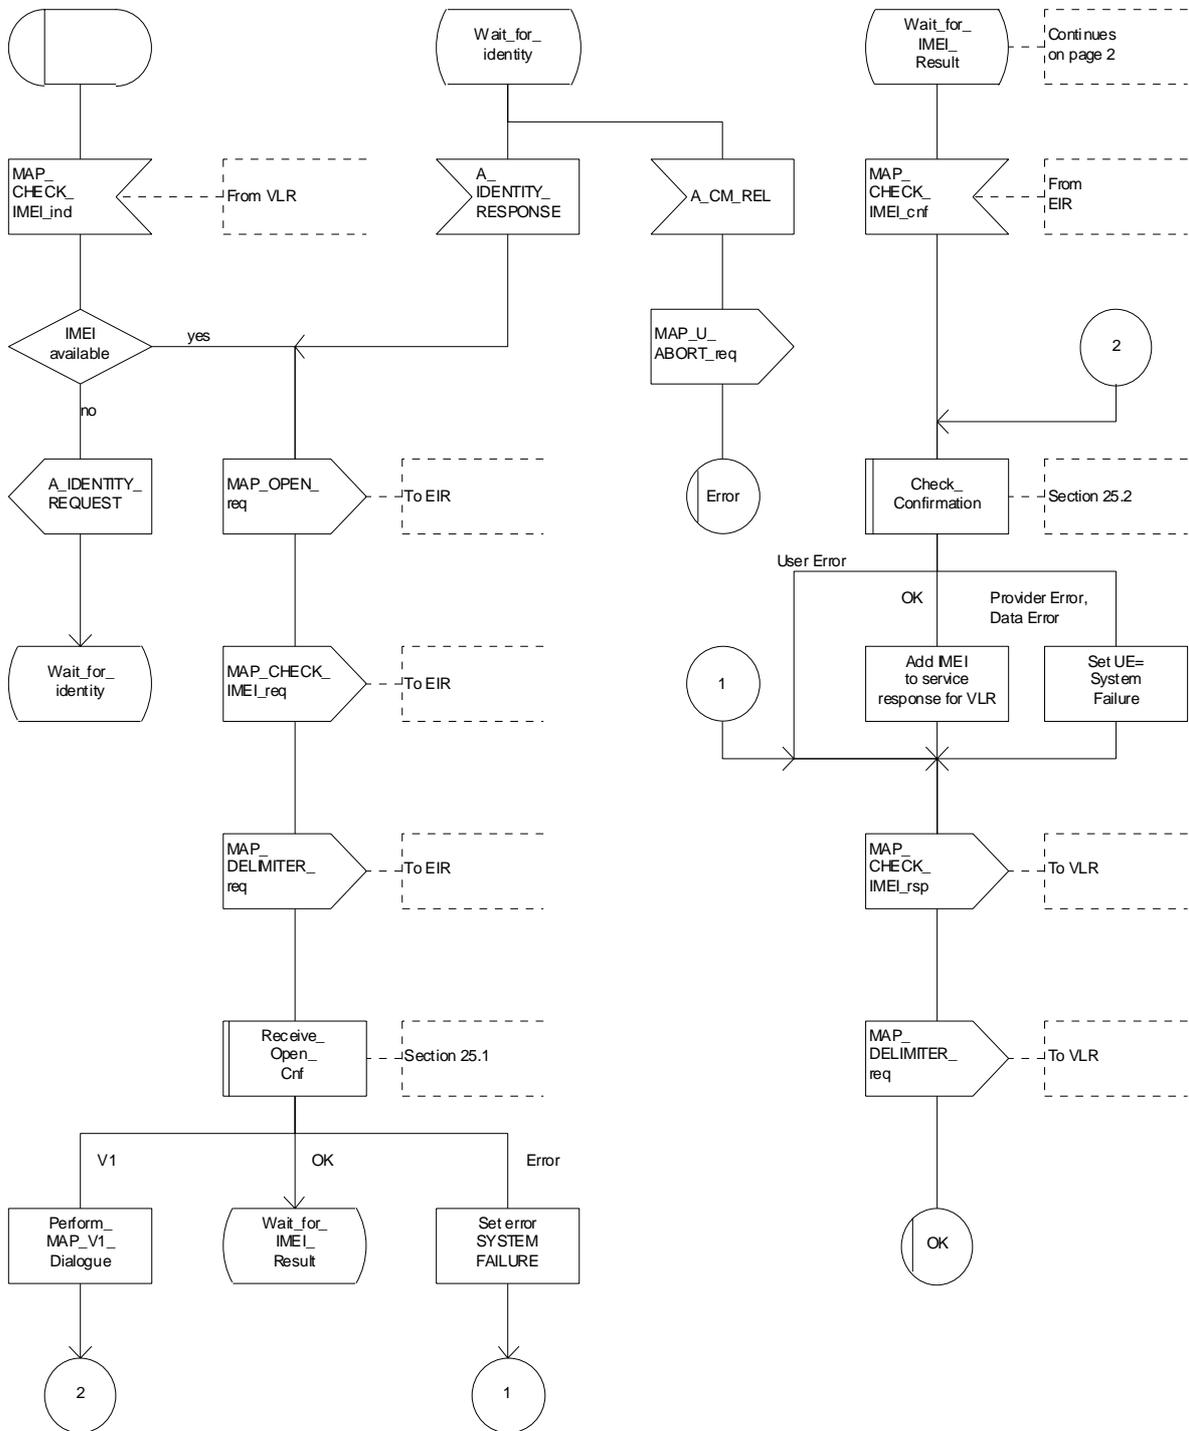 Wait_for_
identity
Wait_for_
IMEI_
Result
Continues
on page 2
MAP_
CHECK_
IMEI_ind
From VLR
A_
IDENTITY_
RESPONSE
A_CM_REL
MAP_
CHECK_
IMEI_cnf
From
EIR
IMEI
available
yes
no
MAP_U_
ABORT_req
2
A_IDENTITY_
REQUEST
MAP_OPEN_
req
To EIR
Error
Check_
Confirmation
Section 25.2
User Error
OK
Provider Error,
Data Error
Wait_for_
identity
MAP_CHECK_
IMEI_req
To EIR
1
Add IMEI
to service
response for VLR
Set UE=
System
Failure
MAP_
DELIMITER_
req
To EIR
MAP_
CHECK_
IMEI_rsp
To VLR
Receive_
Open_
Cnf
Section 25.1
MAP_
DELIMITER_
req
To VLR
V1
OK
Error
Perform_
MAP_V1_
Dialogue
Wait_for_
IMEI_
Result
Set error
SYSTEM
FAILURE
OK
2
1